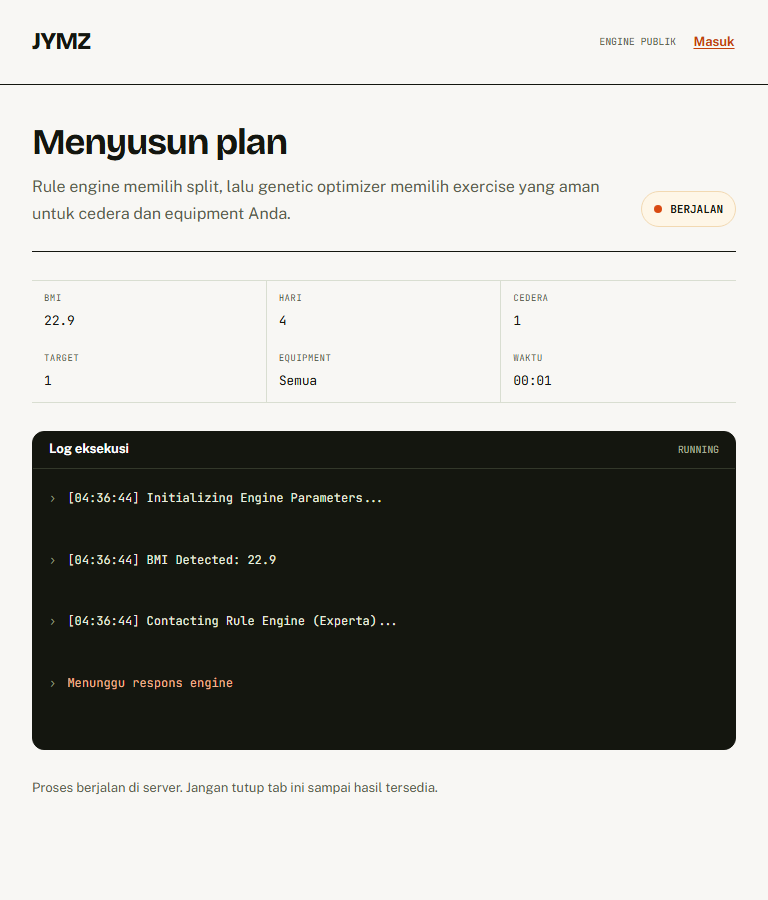 JYMZ
ENGINE PUBLIK
Masuk
Menyusun plan
Rule engine memilih split, lalu genetic optimizer memilih exercise yang aman
untuk cedera dan equipment Anda.
BERJALAN
BMI
22.9
HARI
4
CEDERA
1
TARGET
1
EQUIPMENT
Semua
WAKTU
00:01
Log eksekusi
RUNNING
› [04:36:44] Initializing Engine Parameters...
› [04:36:44] BMI Detected: 22.9
› [04:36:44] Contacting Rule Engine (Experta)...
› Menunggu respons engine
Proses berjalan di server. Jangan tutup tab ini sampai hasil tersedia.